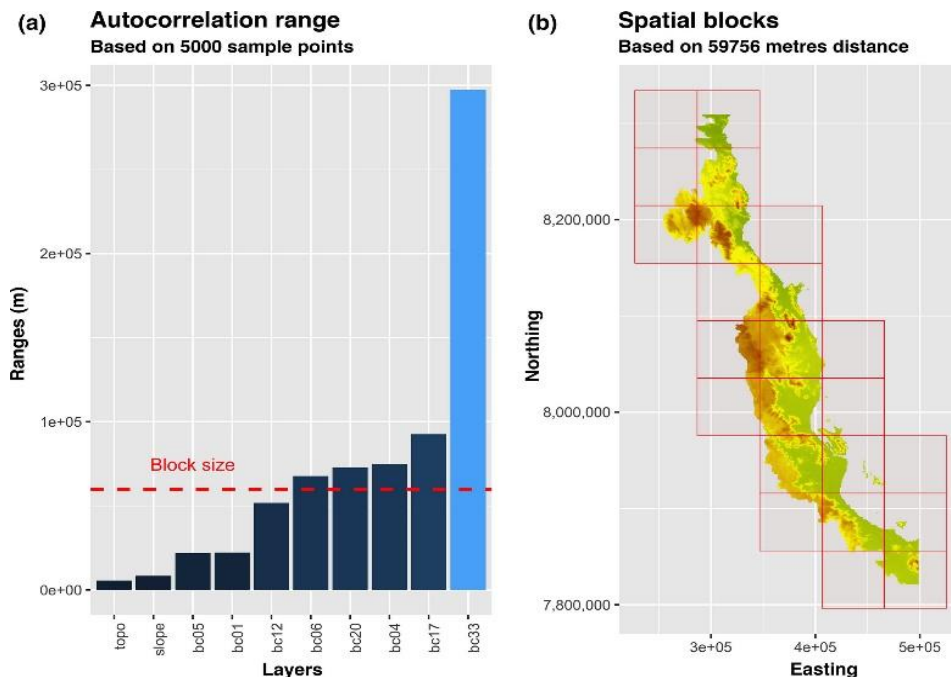 (a)
Autocorrelation range
Based on 5000 sample points
3e+05
2e+05
1e+05
0e+00
Ranges (m)
Block size
topo
slope
bc05
bc01
bc12
bc06
bc20
bc04
bc17
bc33
Layers
(b)
Spatial blocks
Based on 59756 metres distance
8,200,000
8,000,000
7,800,000
Northing
3e+05
4e+05
5e+05
Easting